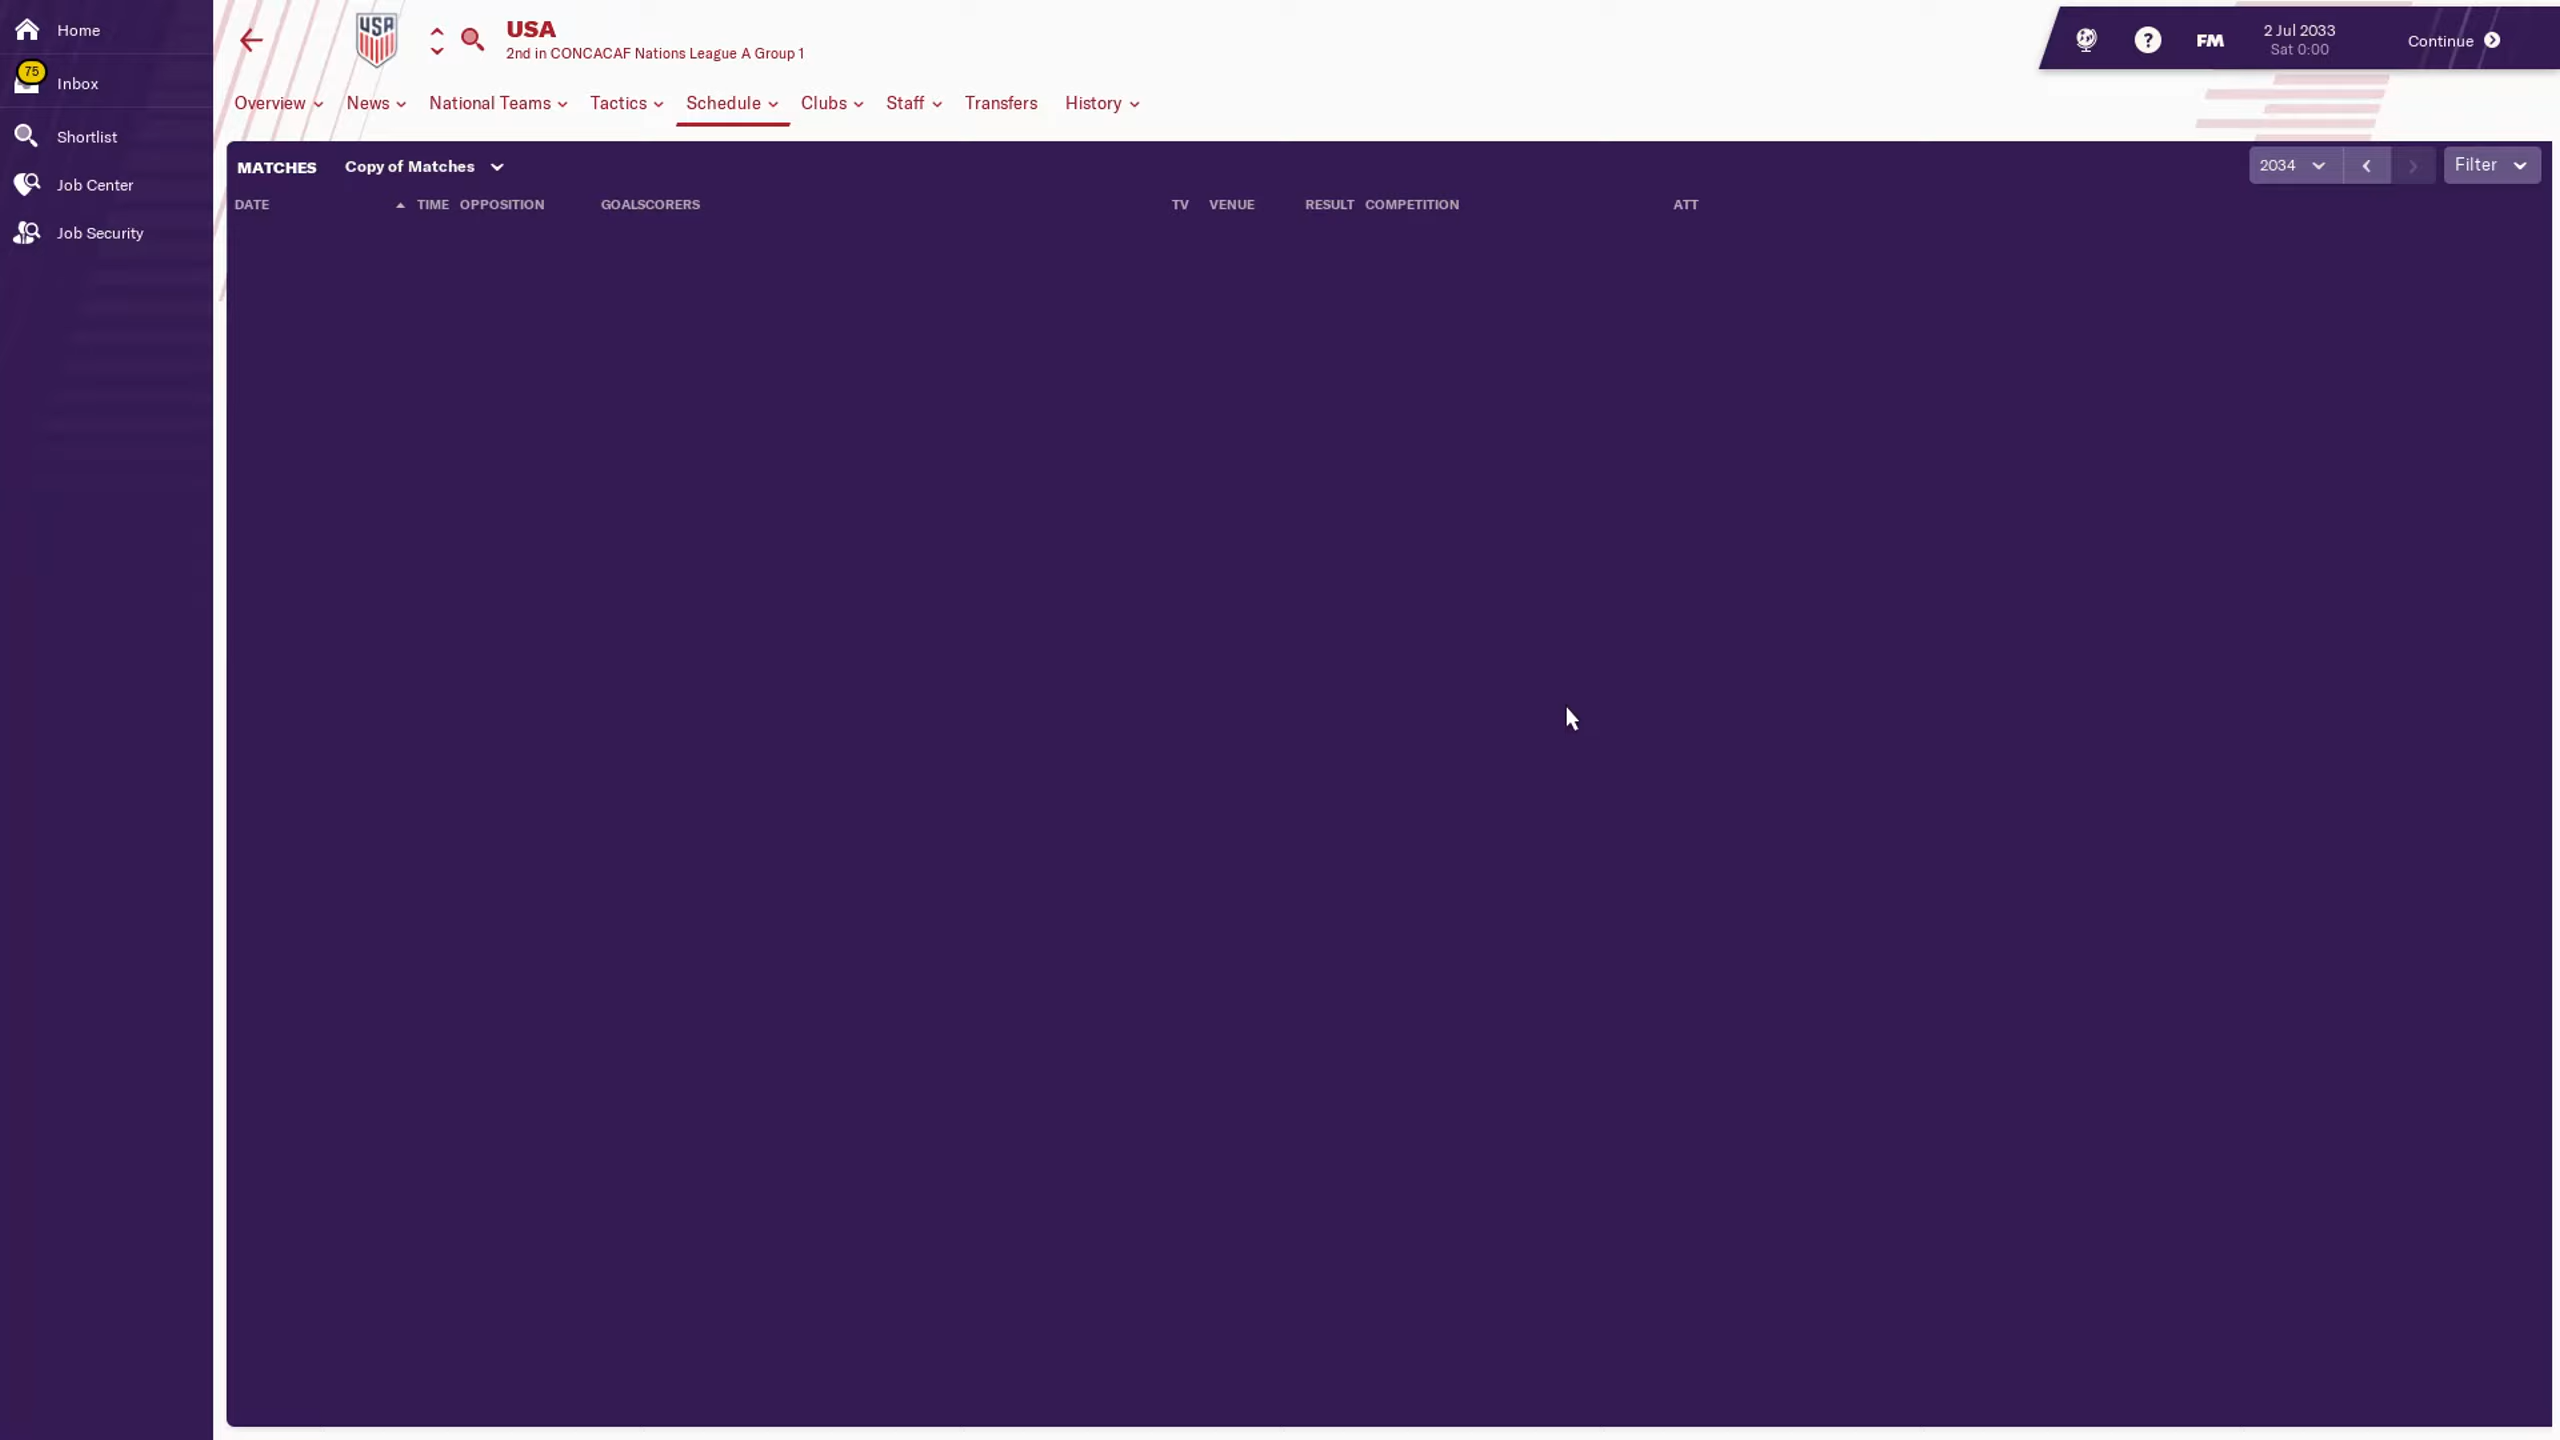 Home
75
Inbox
Shortlist
Job Center
Job Security
USA
USA
2nd in CONCACAF Nations League A Group 1
?
FM
2 Jul 2033
Sat 0:00
Continue
Overview
News
National Teams
Tactics
Schedule
Clubs
Staff
Transfers
History
MATCHES
Copy of Matches
2034
Filter
DATE
TIME
OPPOSITION
GOALSCORERS
TV
VENUE
RESULT
COMPETITION
ATT